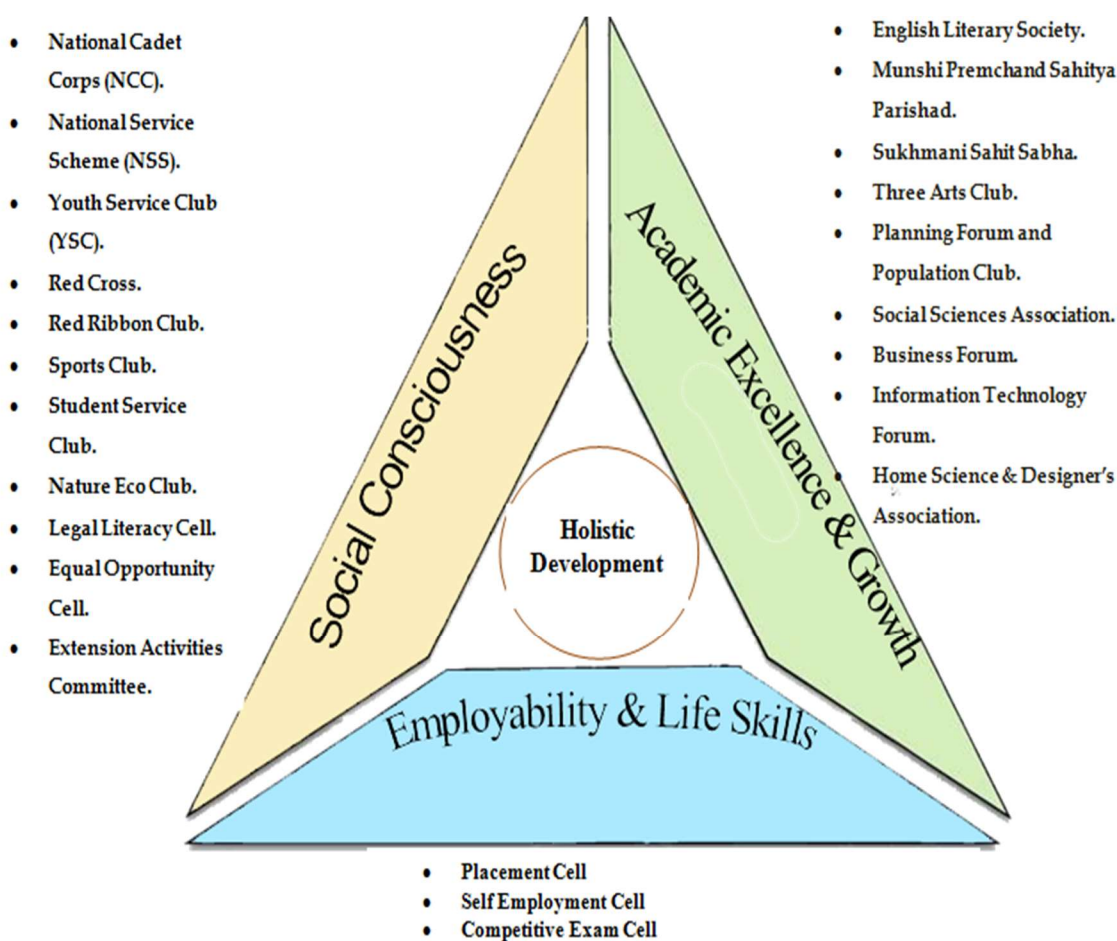 • National Cadet
Corps (NCC).
• National Service
Scheme (NSS).
• Youth Service Club
(YSC).
• Red Cross.
• Red Ribbon Club.
• Sports Club.
• Student Service
Club.
• Nature Eco Club.
• Legal Literacy Cell.
• Equal Opportunity
Cell.
• Extension Activities
Committee.
Social Consciousness
Holistic
Development
Academic Excellence & Growth
• English Literary Society.
• Munshi Premchand Sahitya
Parishad.
• Sukhmani Sahit Sabha.
• Three Arts Club.
• Planning Forum and
Population Club.
• Social Sciences Association.
• Business Forum.
• Information Technology
Forum.
• Home Science & Designer's
Association.
Employability & Life Skills
• Placement Cell
• Self Employment Cell
• Competitive Exam Cell